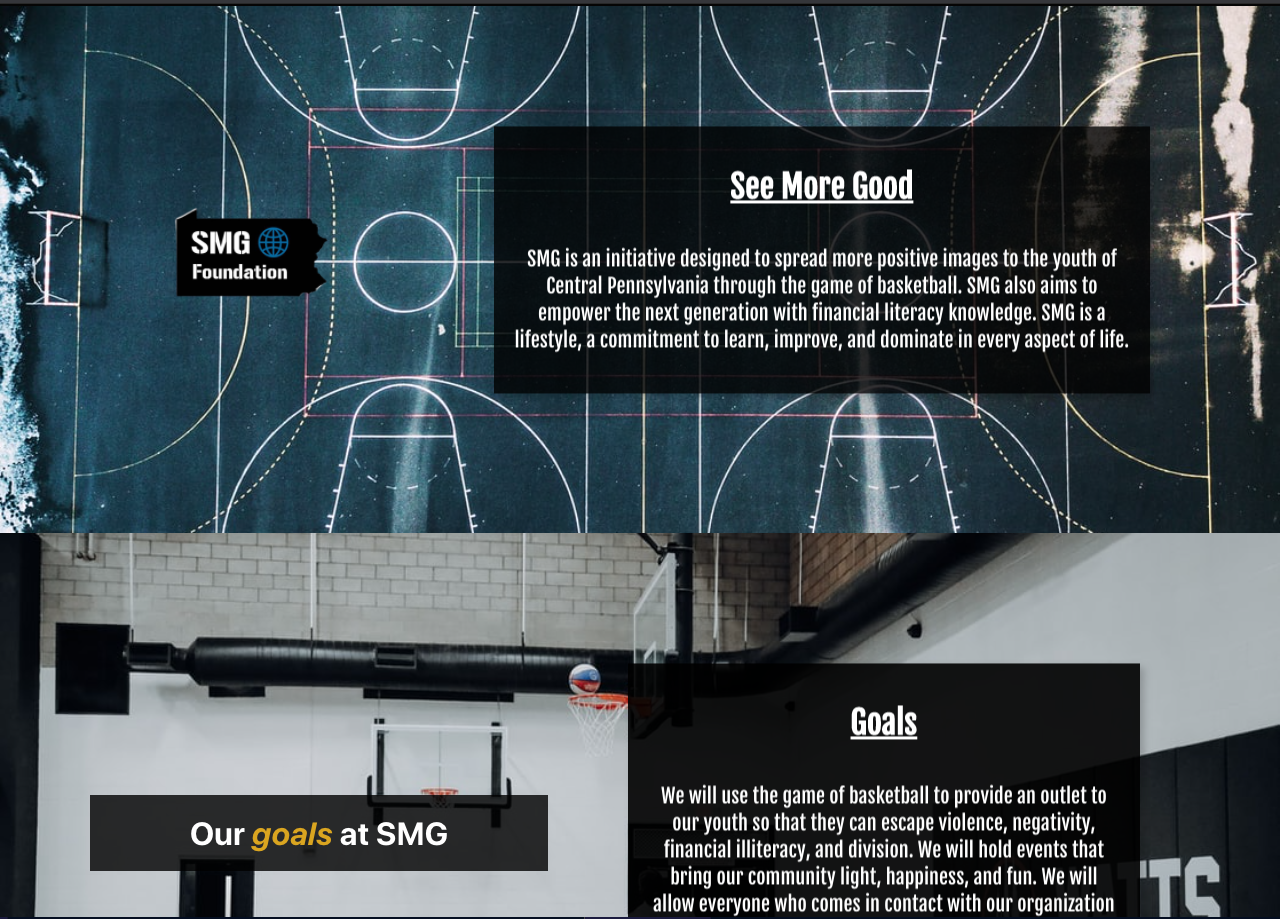 See More Good
SMG
Foundation
SMG is an initiative designed to spread more positive images to the youth of
Central Pennsylvania through the game of basketball. SMG also aims to
empower the next generation with financial literacy knowledge. SMG is a
lifestyle, a commitment to learn, improve, and dominate in every aspect of life.
Goals
Our goals at SMG
We will use the game of basketball to provide an outlet to
our youth so that they can escape violence, negativity,
financial illiteracy, and division. We will hold events that
bring our community light, happiness, and fun. We will
allow everyone who comes in contact with our organization